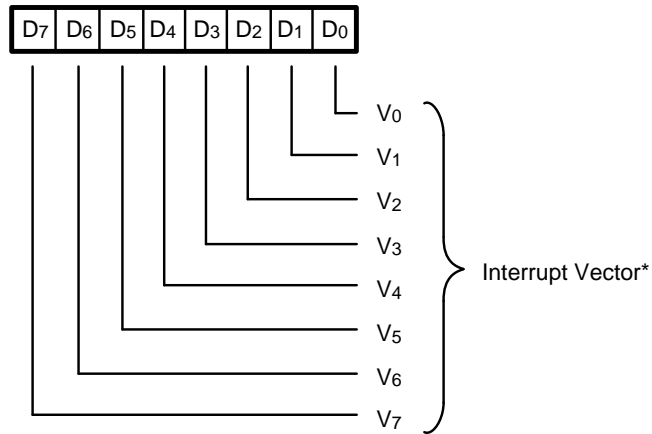 D7 D6 D5 D4 D3 D2 D1 D0
V0
V1
V2
V3
Interrupt Vector*
V4
V5
V6
V7